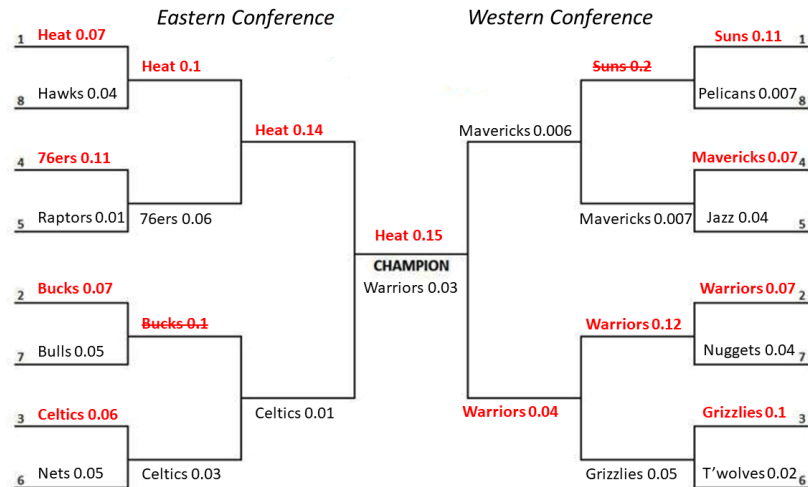 Eastern Conference
Western Conference
1 Heat 0.07
8 Hawks 0.04
Heat 0.1
4 76ers 0.11
5 Raptors 0.01
76ers 0.06
Heat 0.14
2 Bucks 0.07
7 Bulls 0.05
Bucks 0.1
3 Celtics 0.06
6 Nets 0.05
Celtics 0.03
Celtics 0.01
Heat 0.15
CHAMPION
Warriors 0.03
Mavericks 0.006
Warriors 0.04
Suns 0.2
Mavericks 0.007
Warriors 0.12
Grizzlies 0.05
Suns 0.11 1
Pelicans 0.007 8
Mavericks 0.07 4
Jazz 0.04 5
Warriors 0.07 2
Nuggets 0.04 7
Grizzlies 0.1 3
T'wolves 0.02 6